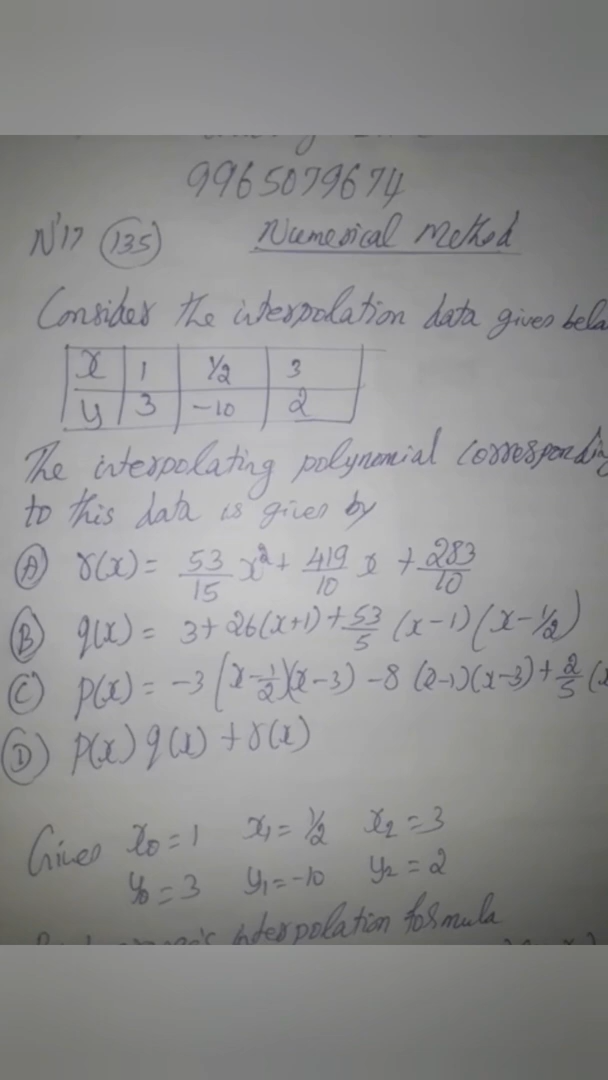 9965079674
N'17 (135) Numerical Method
Consider the interpolation data given
x 1 1/2 3
y 3 -10 2
The interpolating polynomial
to this data is given by
(A) r(x) = 53/15 x² + 419/10 x + 283/10
(B) q(x) = 3 + 26(x+1) + 53/5 (x-1)(x-1/2)
(C) p(x) = -3(x-1/2)(x-3) - 8(x-1)(x-3) + 2/5 (
(D) p(x) q(x) + r(x)
Given x₀ = 1 x₁ = 1/2 x₂ = 3
y₀ = 3 y₁ = -10 y₂ = 2
interpolation formula